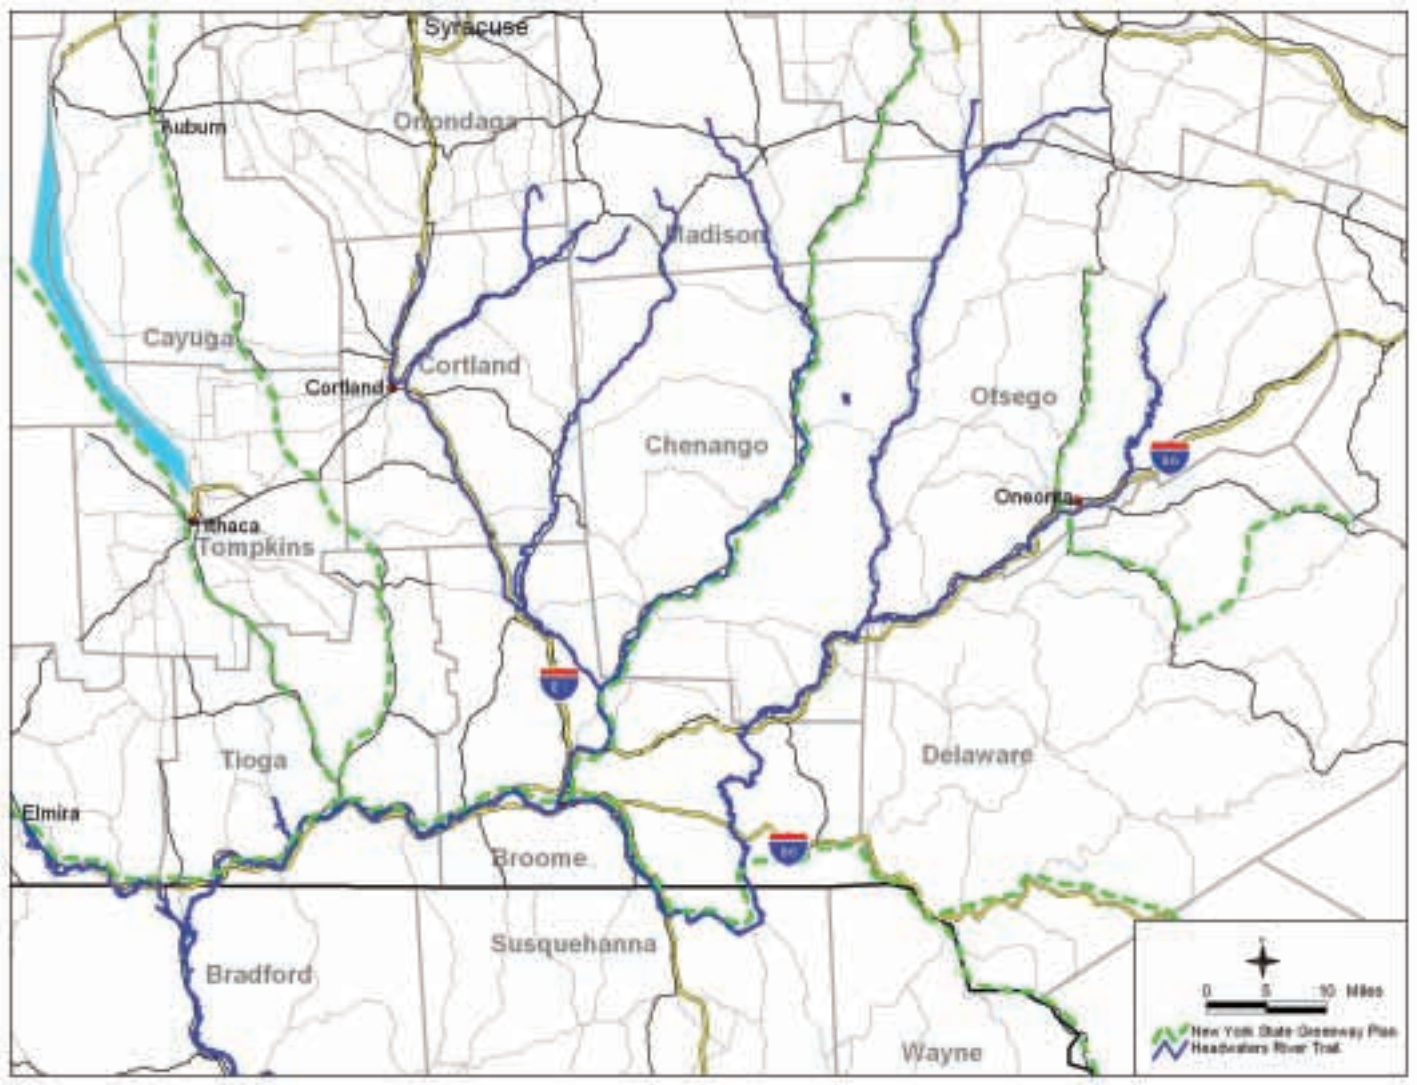 Syracuse
Auburn
Onondaga
Madison
Cayuga
Cortland
Cortland
Otsego
Chenango
Oneonta
Ithaca
Tompkins
Tioga
Delaware
Elmira
Broome
Susquehanna
Bradford
Wayne
0 5 10 Miles
New York State Greenway Plan
Headwaters River Trail